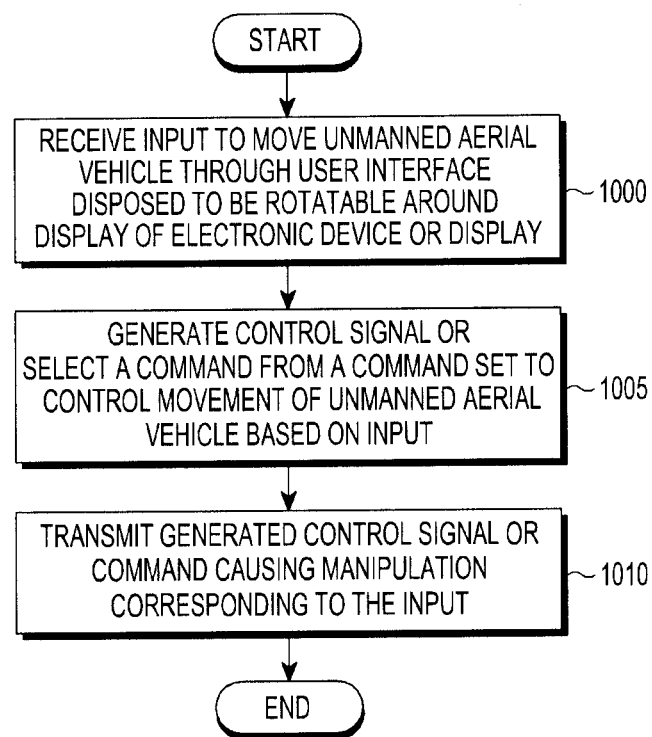 START
RECEIVE INPUT TO MOVE UNMANNED AERIAL
VEHICLE THROUGH USER INTERFACE
DISPOSED TO BE ROTATABLE AROUND
DISPLAY OF ELECTRONIC DEVICE OR DISPLAY
1000
GENERATE CONTROL SIGNAL OR
SELECT A COMMAND FROM A COMMAND SET TO
CONTROL MOVEMENT OF UNMANNED AERIAL
VEHICLE BASED ON INPUT
1005
TRANSMIT GENERATED CONTROL SIGNAL OR
COMMAND CAUSING MANIPULATION
CORRESPONDING TO THE INPUT
1010
END